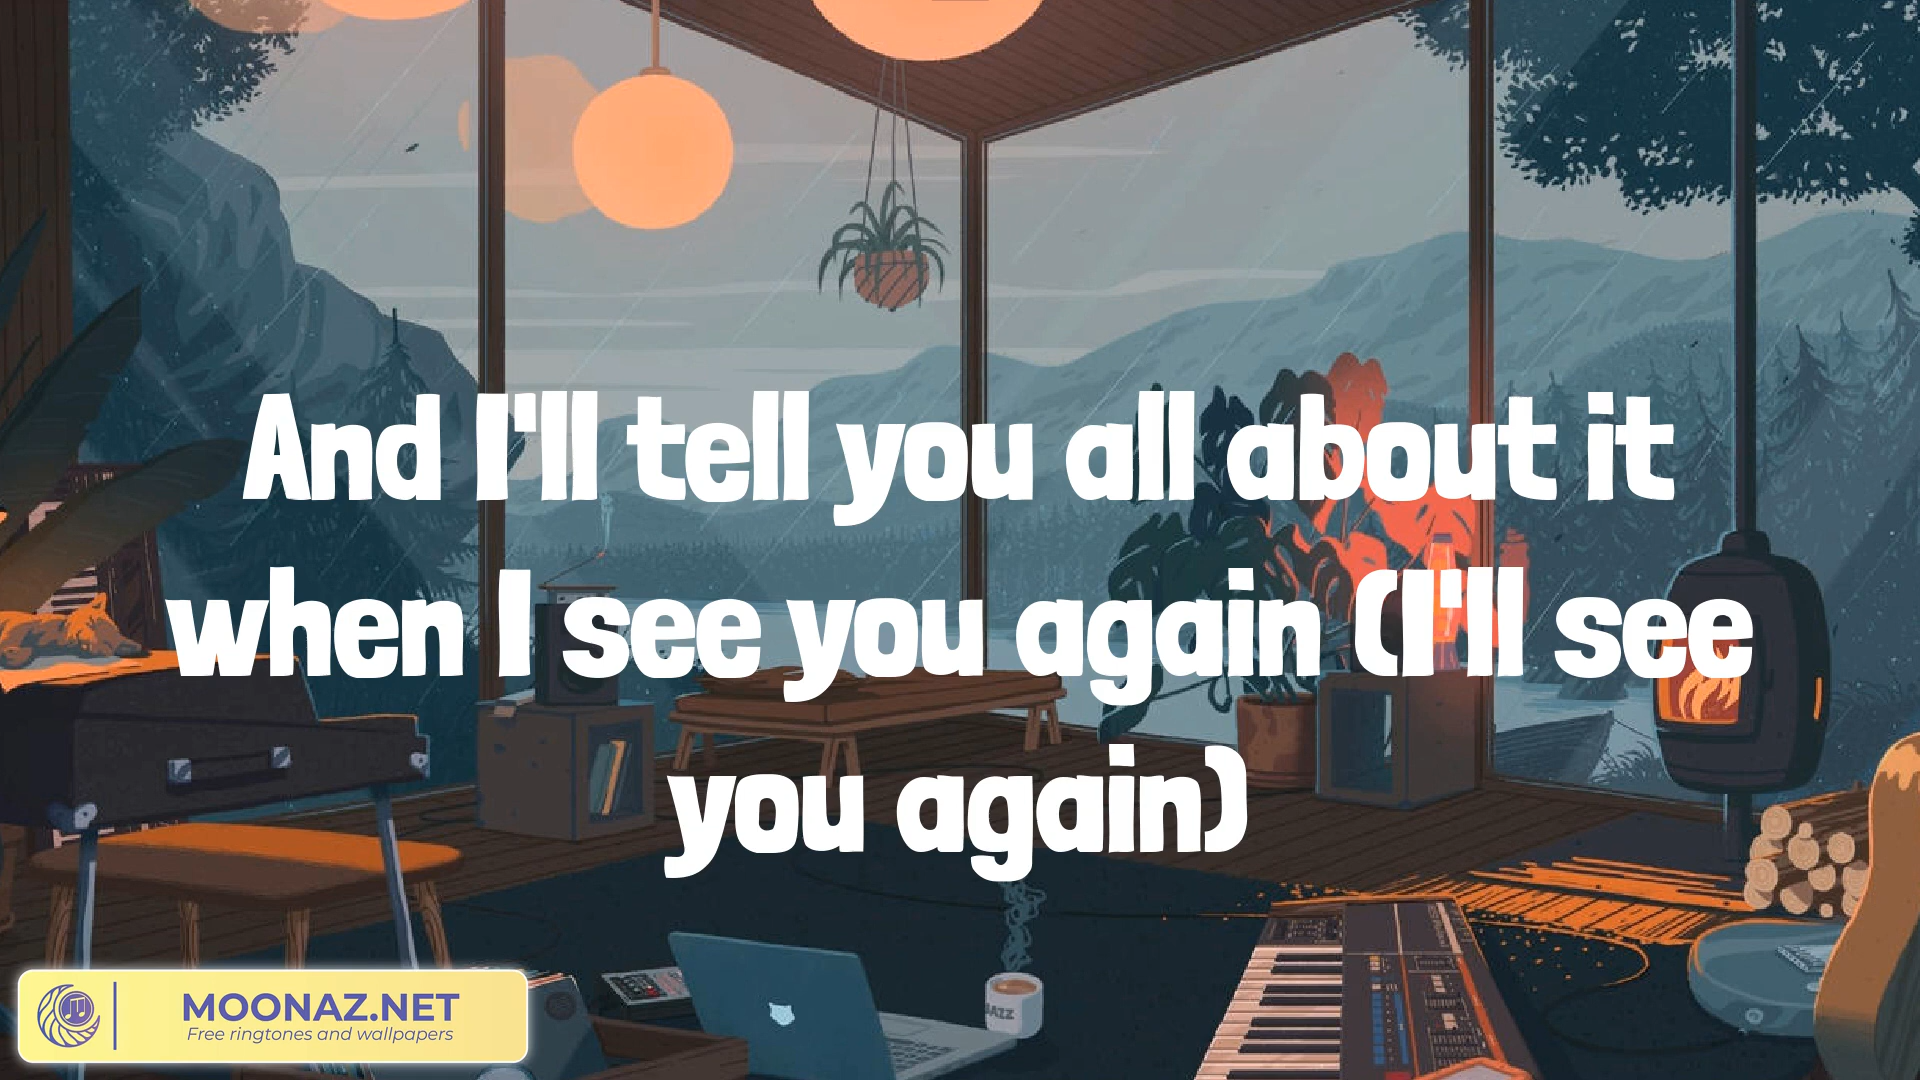 And I'll tell you all about it
when I see you again (I'll see
you again)
JAZZ
MOONAZ.NET
Free ringtones and wallpapers